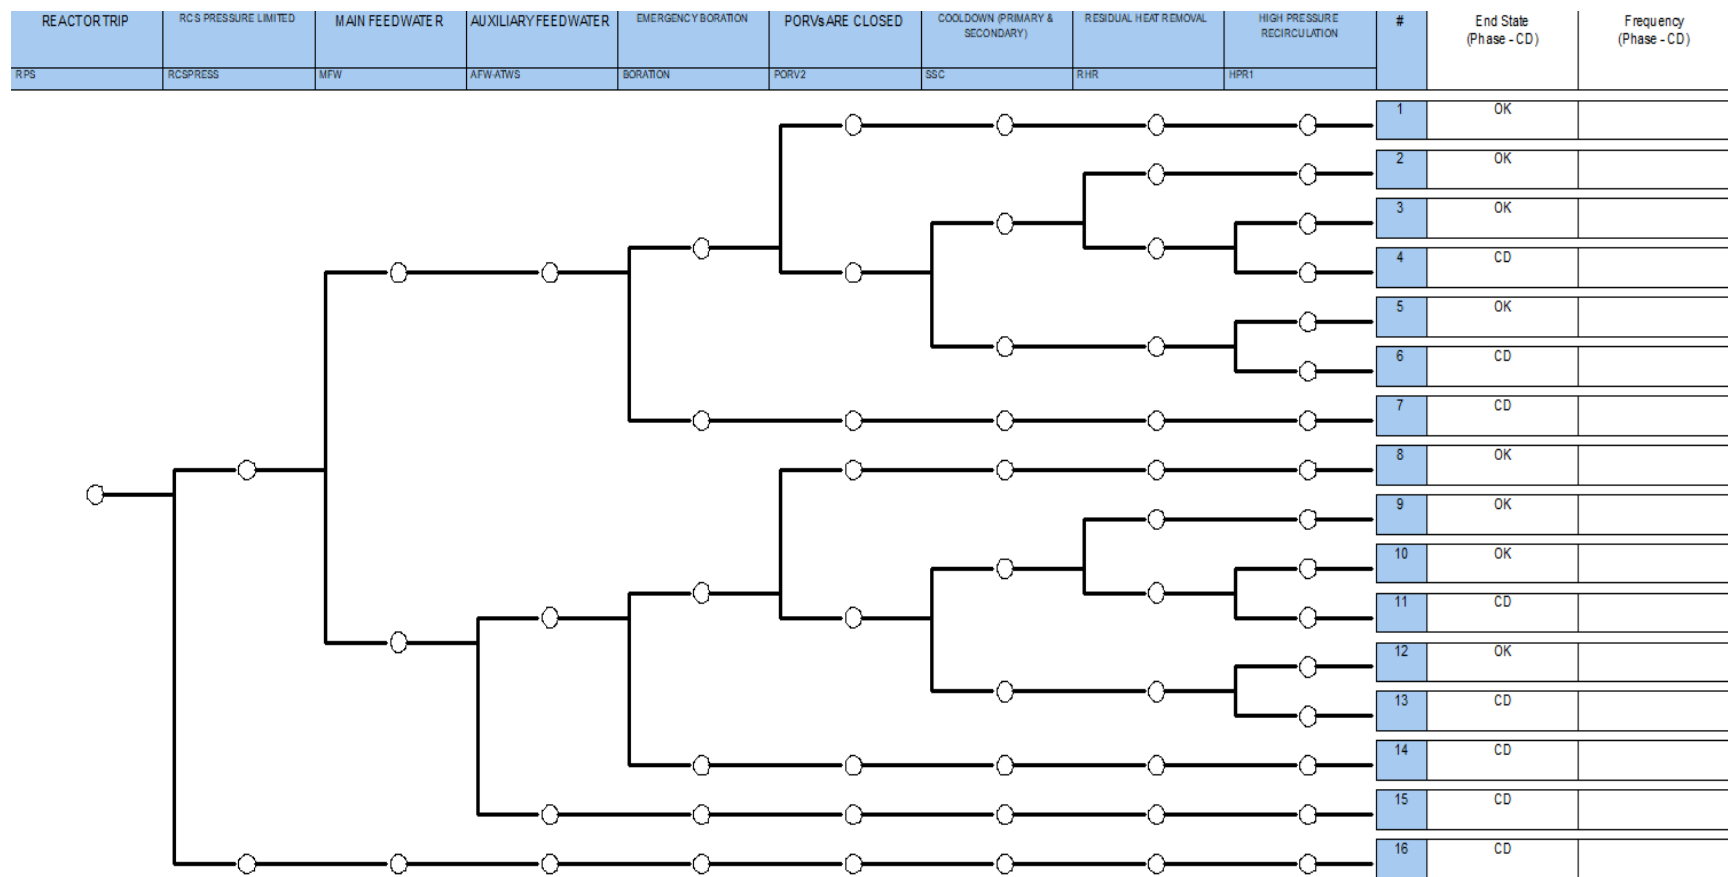 REACTOR TRIP
RCS PRESSURE LIMITED
MAIN FEEDWATER
AUXILIARY FEEDWATER
EMERGENCY BORATION
PORVs ARE CLOSED
COOLDOWN (PRIMARY &
SECONDARY)
RESIDUAL HEAT REMOVAL
HIGH PRESSURE
RECIRCULATION
#
End State
(Phase - CD)
Frequency
(Phase - CD)
RPS
RCSPRESS
MFW
AFW-ATWS
BORATION
PORV2
SSC
RHR
HPR1
1 OK
2 OK
3 OK
4 CD
5 OK
6 CD
7 CD
8 OK
9 OK
10 OK
11 CD
12 OK
13 CD
14 CD
15 CD
16 CD